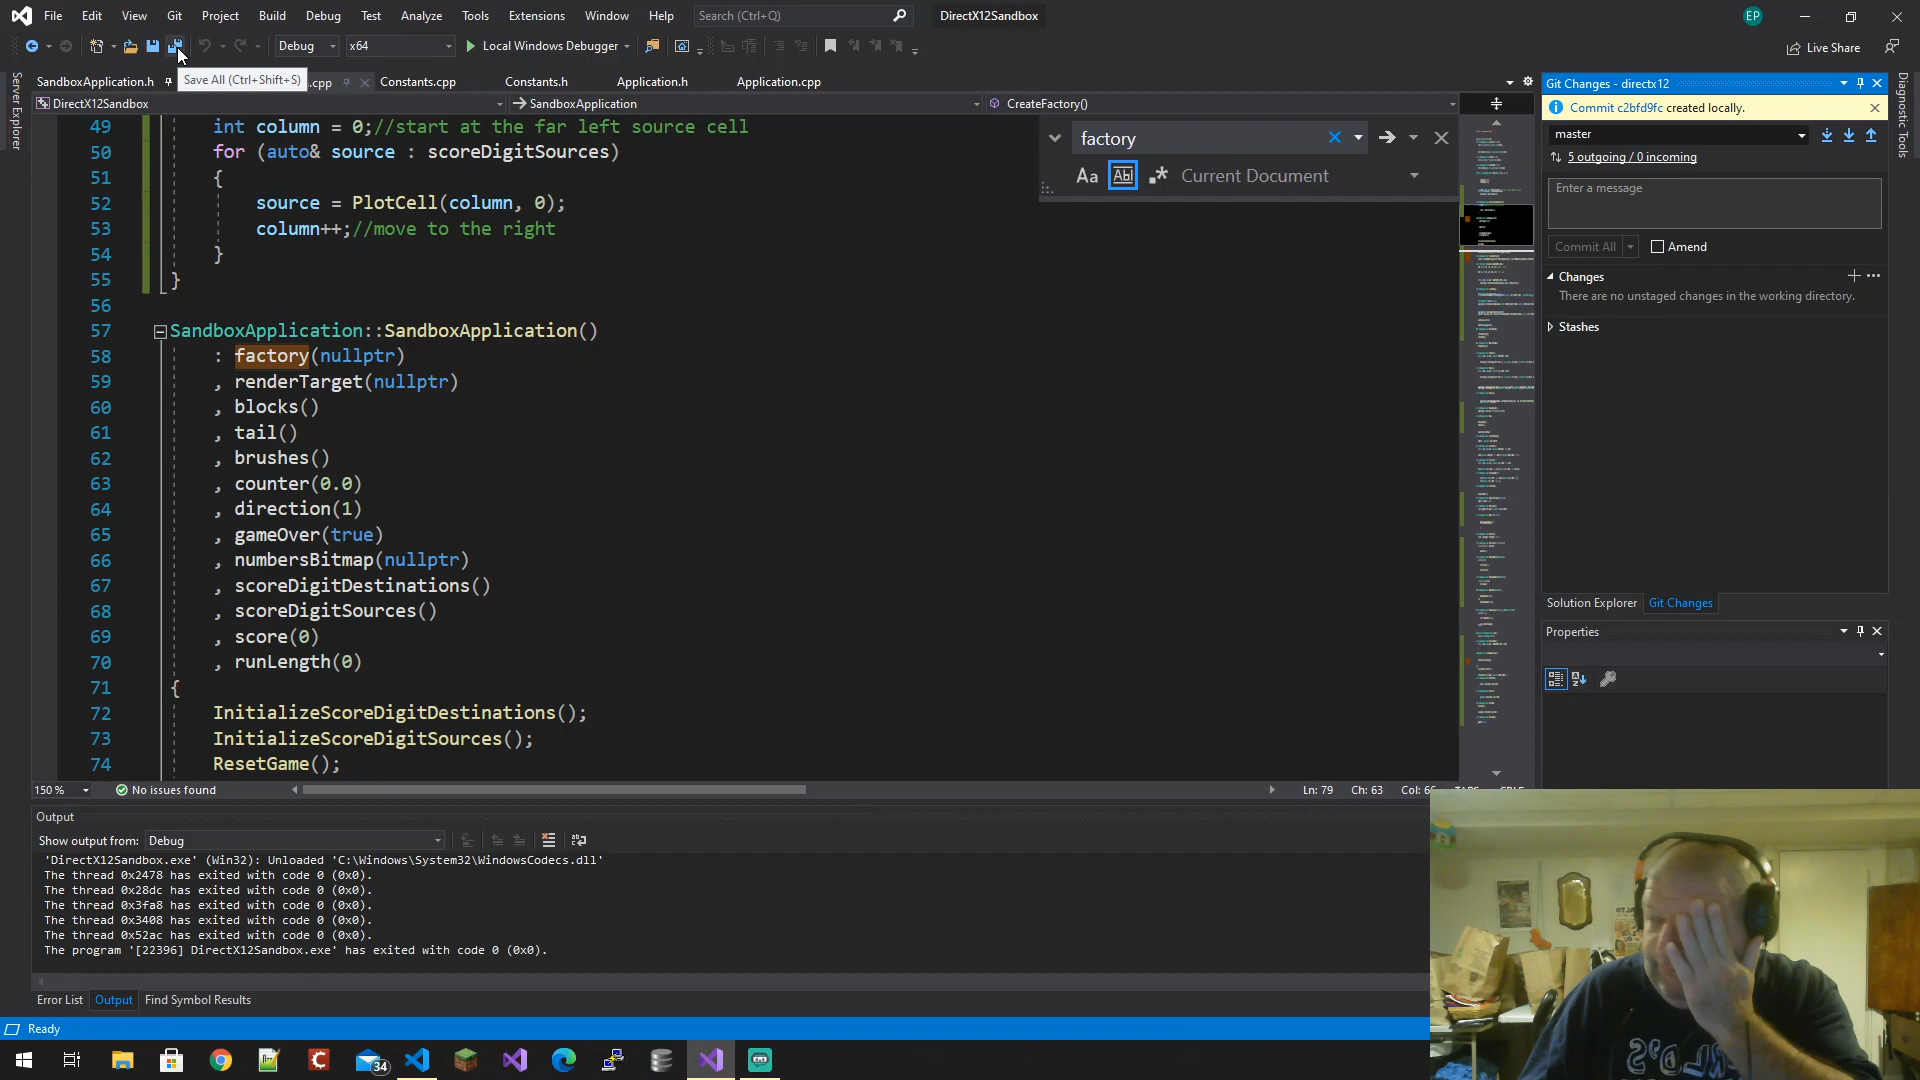 File Edit View Git Project Build Debug Test Analyze Tools Extensions Window Help Search (Ctrl+Q) DirectX12Sandbox EP
Debug x64 Local Windows Debugger Live Share
SandboxApplication.h .cpp Constants.cpp Constants.h Application.h Application.cpp
Save All (Ctrl+Shift+S)
DirectX12Sandbox SandboxApplication CreateFactory()
Server Explorer
Diagnostic Tools
factory
Aa Abl .* Current Document
49 int column = 0;//start at the far left source cell
50 for (auto& source : scoreDigitSources)
51 {
52 source = PlotCell(column, 0);
53 column++;//move to the right
54 }
55 }
56
57 SandboxApplication::SandboxApplication()
58 : factory(nullptr)
59 , renderTarget(nullptr)
60 , blocks()
61 , tail()
62 , brushes()
63 , counter(0.0)
64 , direction(1)
65 , gameOver(true)
66 , numbersBitmap(nullptr)
67 , scoreDigitDestinations()
68 , scoreDigitSources()
69 , score(0)
70 , runLength(0)
71 {
72 InitializeScoreDigitDestinations();
73 InitializeScoreDigitSources();
74 ResetGame();
150 % No issues found Ln: 79 Ch: 63
Git Changes - directx12
Commit c2bfd9fc created locally.
master
5 outgoing / 0 incoming
Enter a message
Commit All Amend
Changes
There are no unstaged changes in the working directory.
Stashes
Solution Explorer Git Changes
Properties
Output
Show output from: Debug
'DirectX12Sandbox.exe' (Win32): Unloaded 'C:\Windows\System32\WindowsCodecs.dll'
The thread 0x2478 has exited with code 0 (0x0).
The thread 0x28dc has exited with code 0 (0x0).
The thread 0x3fa8 has exited with code 0 (0x0).
The thread 0x3408 has exited with code 0 (0x0).
The thread 0x52ac has exited with code 0 (0x0).
The program '[22396] DirectX12Sandbox.exe' has exited with code 0 (0x0).
Error List Output Find Symbol Results
Ready
34